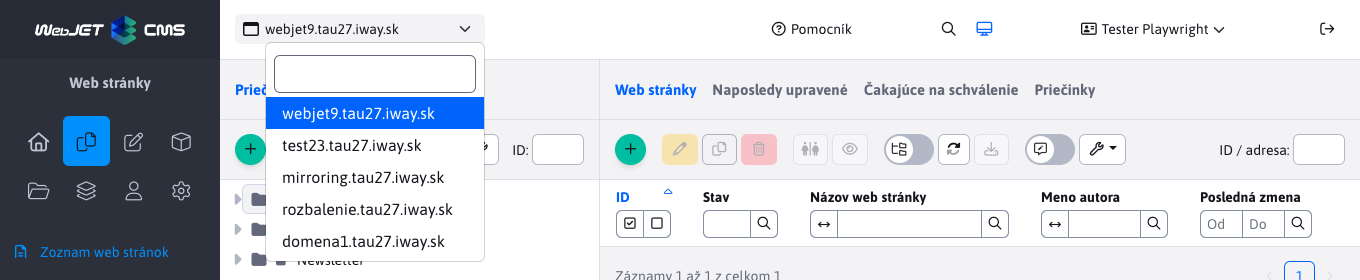 WebJET CMS
webjet9.tau27.iway.sk
Pomocník
Tester Playwright
Web stránky
webjet9.tau27.iway.sk
test23.tau27.iway.sk
mirroring.tau27.iway.sk
rozbalenie.tau27.iway.sk
domena1.tau27.iway.sk
Newsletter
ID:
Zoznam web stránok
Web stránky Naposledy upravené Čakajúce na schválenie Priečinky
ID / adresa:
ID Stav Názov web stránky Meno autora Posledná zmena
Od Do
Záznamy 1 až 1 z celkom 1
1